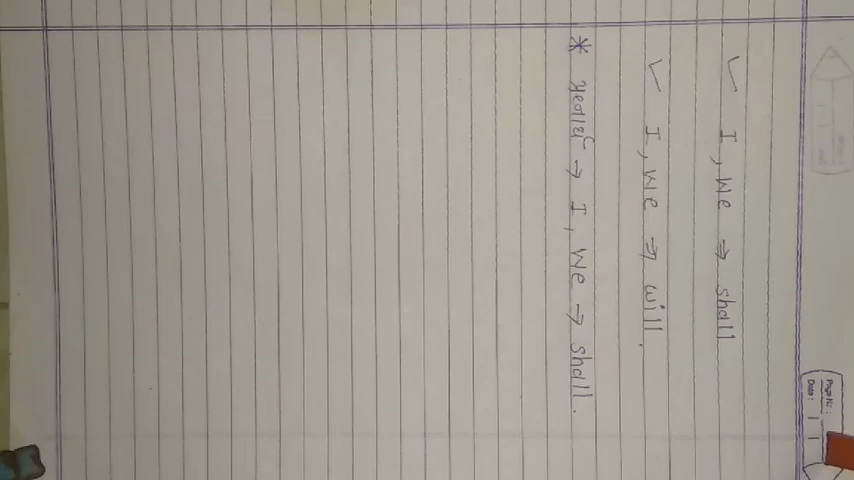 Page No.:
Date:
✓ I, We ⇒ shall
✓ I, We ⇒ will.
* → I, We → shall.